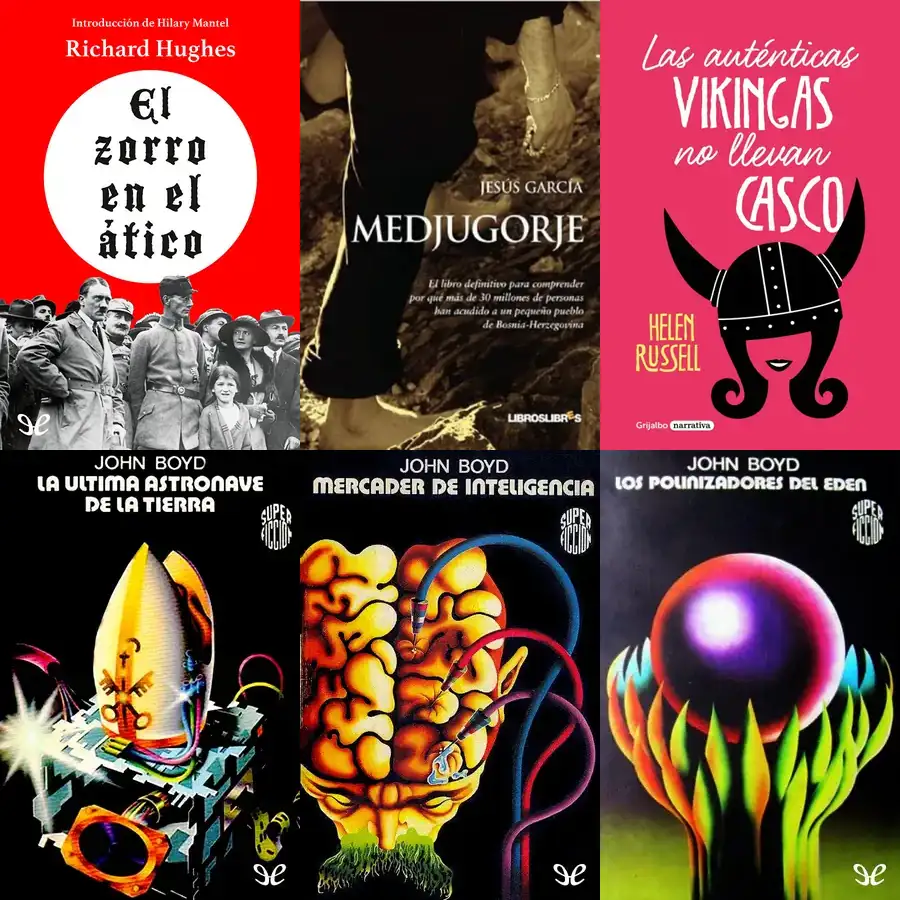 Introducción de Hilary Mantel
Richard Hughes
El
zorro
en el
ático
JESÚS GARCÍA
MEDJUGORJE
El libro definitivo para comprender
por qué más de 30 millones de personas
han acudido a un pequeño pueblo
de Bosnia-Herzegovina
LIBROSLIBRES
Las auténticas
VIKINGAS
no llevan
CASCO
HELEN
RUSSELL
Grijalbo narrativa
JOHN BOYD
LA ULTIMA ASTRONAVE
DE LA TIERRA
SUPER
FICCION
JOHN BOYD
MERCADER DE INTELIGENCIA
SUPER
FICCION
JOHN BOYD
LOS POLINIZADORES DEL EDEN
SUPER
FICCION